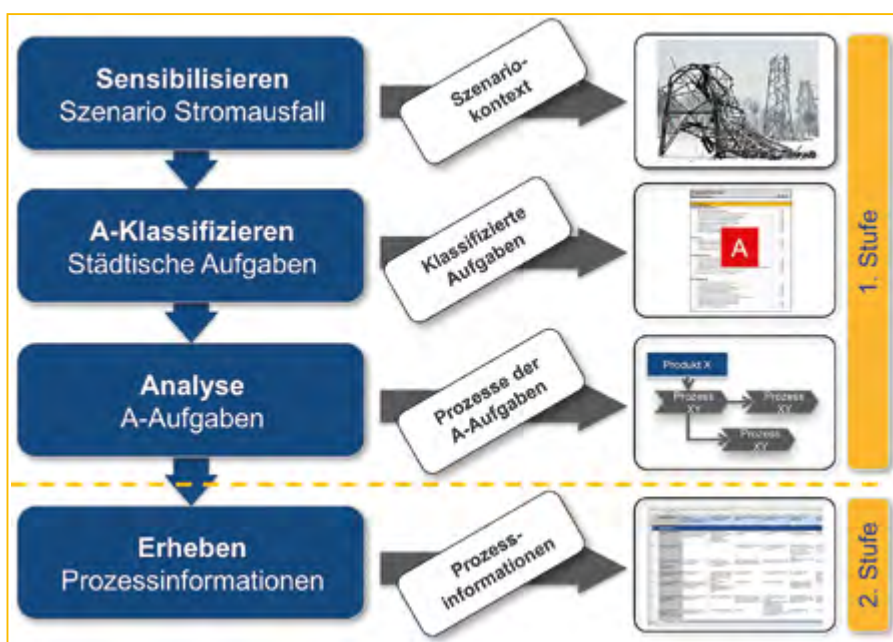 Sensibilisieren
Szenario Stromausfall
Szenario-
kontext
A-Klassifizieren
Städtische Aufgaben
Klassifizierte
Aufgaben
A
1. Stufe
Analyse
A-Aufgaben
Prozesse der
A-Aufgaben
Produkt X
Prozess
XY
Prozess
XY
Prozess
XY
Erheben
Prozessinformationen
Prozess-
informationen
2. Stufe